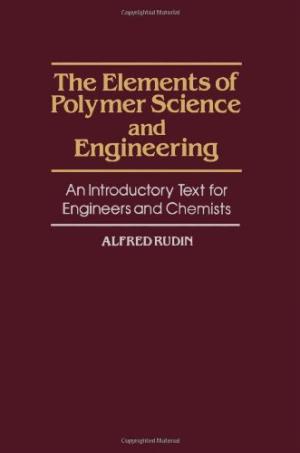 The Elements of
Polymer Science
and
Engineering
An Introductory Text for
Engineers and Chemists
ALFRED RUDIN